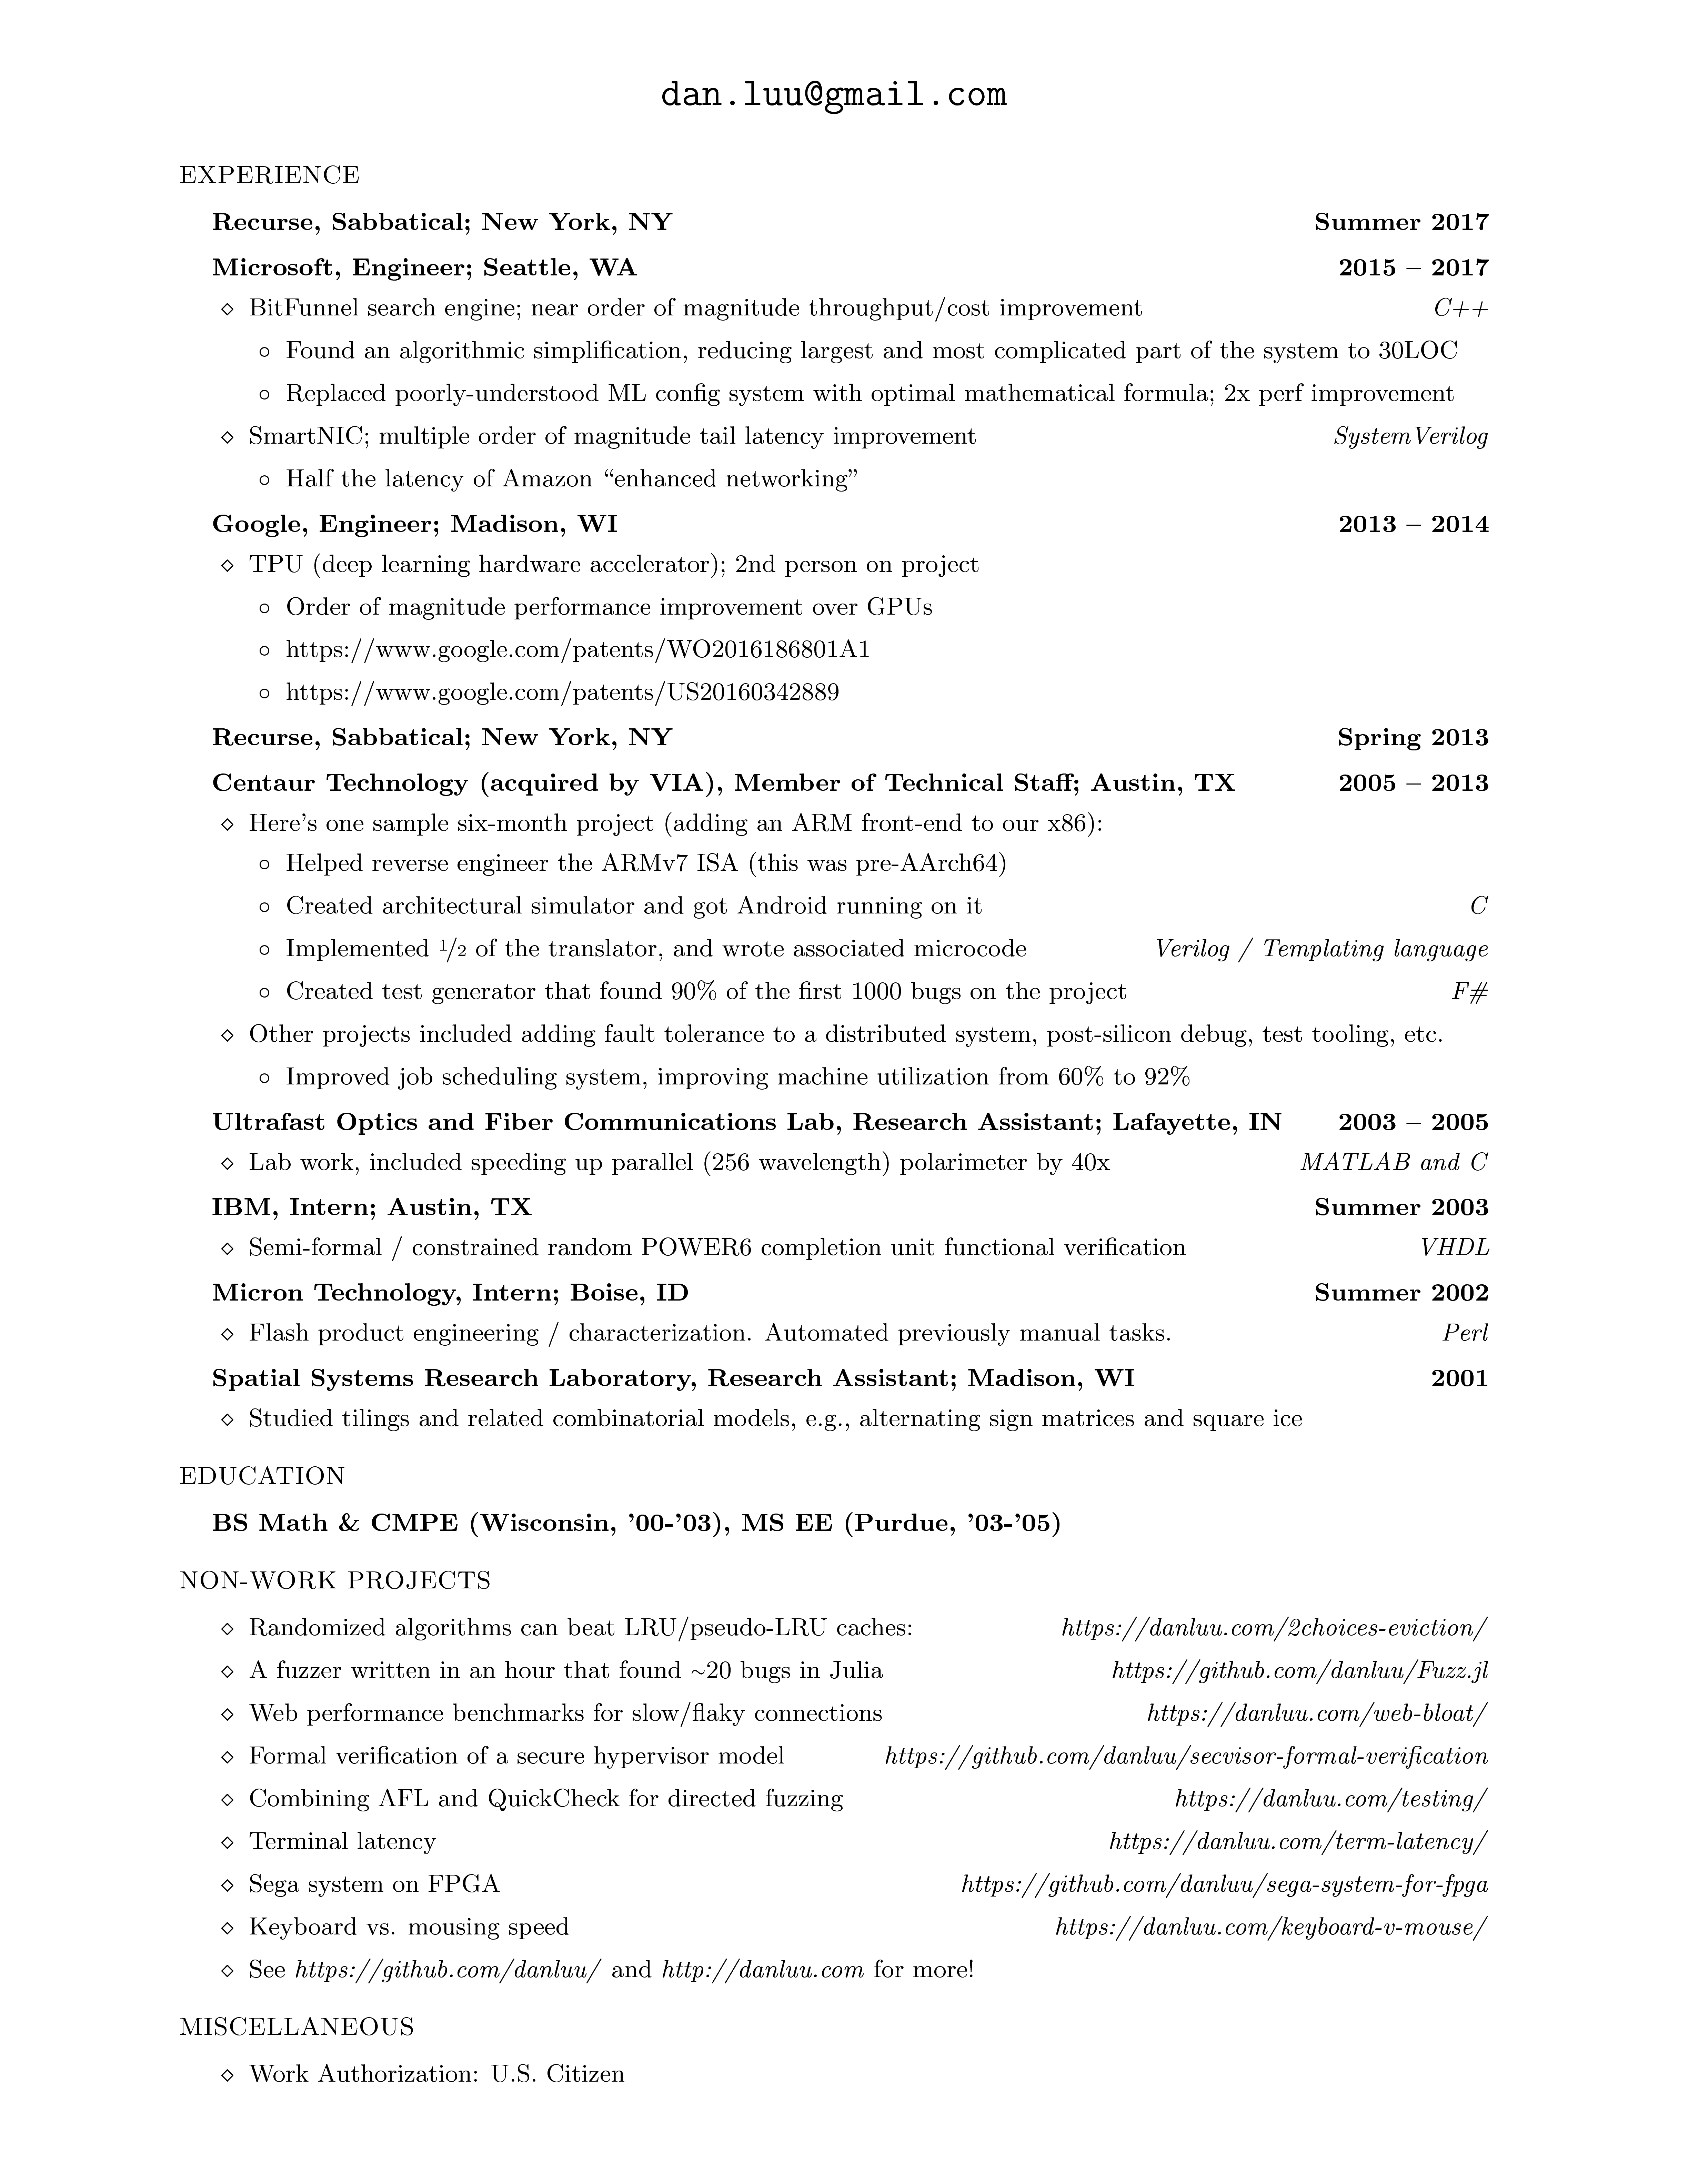 dan.luu@gmail.com
EXPERIENCE
Recurse, Sabbatical; New York, NY Summer 2017
Microsoft, Engineer; Seattle, WA 2015 – 2017
⋄ BitFunnel search engine; near order of magnitude throughput/cost improvement C++
◦ Found an algorithmic simplification, reducing largest and most complicated part of the system to 30LOC
◦ Replaced poorly-understood ML config system with optimal mathematical formula; 2x perf improvement
⋄ SmartNIC; multiple order of magnitude tail latency improvement SystemVerilog
◦ Half the latency of Amazon “enhanced networking”
Google, Engineer; Madison, WI 2013 – 2014
⋄ TPU (deep learning hardware accelerator); 2nd person on project
◦ Order of magnitude performance improvement over GPUs
◦ https://www.google.com/patents/WO2016186801A1
◦ https://www.google.com/patents/US20160342889
Recurse, Sabbatical; New York, NY Spring 2013
Centaur Technology (acquired by VIA), Member of Technical Staff; Austin, TX 2005 – 2013
⋄ Here’s one sample six-month project (adding an ARM front-end to our x86):
◦ Helped reverse engineer the ARMv7 ISA (this was pre-AArch64)
◦ Created architectural simulator and got Android running on it C
◦ Implemented 1/2 of the translator, and wrote associated microcode Verilog / Templating language
◦ Created test generator that found 90% of the first 1000 bugs on the project F#
⋄ Other projects included adding fault tolerance to a distributed system, post-silicon debug, test tooling, etc.
◦ Improved job scheduling system, improving machine utilization from 60% to 92%
Ultrafast Optics and Fiber Communications Lab, Research Assistant; Lafayette, IN 2003 – 2005
⋄ Lab work, included speeding up parallel (256 wavelength) polarimeter by 40x MATLAB and C
IBM, Intern; Austin, TX Summer 2003
⋄ Semi-formal / constrained random POWER6 completion unit functional verification VHDL
Micron Technology, Intern; Boise, ID Summer 2002
⋄ Flash product engineering / characterization. Automated previously manual tasks. Perl
Spatial Systems Research Laboratory, Research Assistant; Madison, WI 2001
⋄ Studied tilings and related combinatorial models, e.g., alternating sign matrices and square ice
EDUCATION
BS Math & CMPE (Wisconsin, ’00-’03), MS EE (Purdue, ’03-’05)
NON-WORK PROJECTS
⋄ Randomized algorithms can beat LRU/pseudo-LRU caches: https://danluu.com/2choices-eviction/
⋄ A fuzzer written in an hour that found ~20 bugs in Julia https://github.com/danluu/Fuzz.jl
⋄ Web performance benchmarks for slow/flaky connections https://danluu.com/web-bloat/
⋄ Formal verification of a secure hypervisor model https://github.com/danluu/secvisor-formal-verification
⋄ Combining AFL and QuickCheck for directed fuzzing https://danluu.com/testing/
⋄ Terminal latency https://danluu.com/term-latency/
⋄ Sega system on FPGA https://github.com/danluu/sega-system-for-fpga
⋄ Keyboard vs. mousing speed https://danluu.com/keyboard-v-mouse/
⋄ See https://github.com/danluu/ and http://danluu.com for more!
MISCELLANEOUS
⋄ Work Authorization: U.S. Citizen